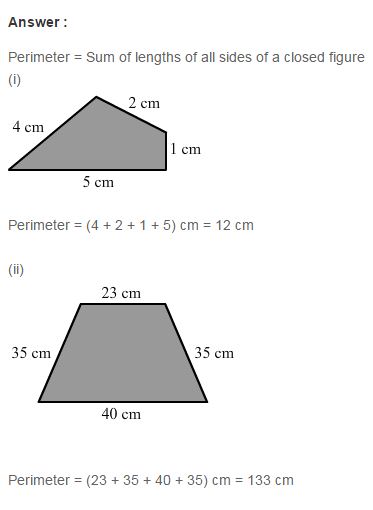 Answer :
Perimeter = Sum of lengths of all sides of a closed figure
(i)
2 cm
4 cm
1 cm
5 cm
Perimeter = (4 + 2 + 1 + 5) cm = 12 cm
(ii)
23 cm
35 cm 35 cm
40 cm
Perimeter = (23 + 35 + 40 + 35) cm = 133 cm